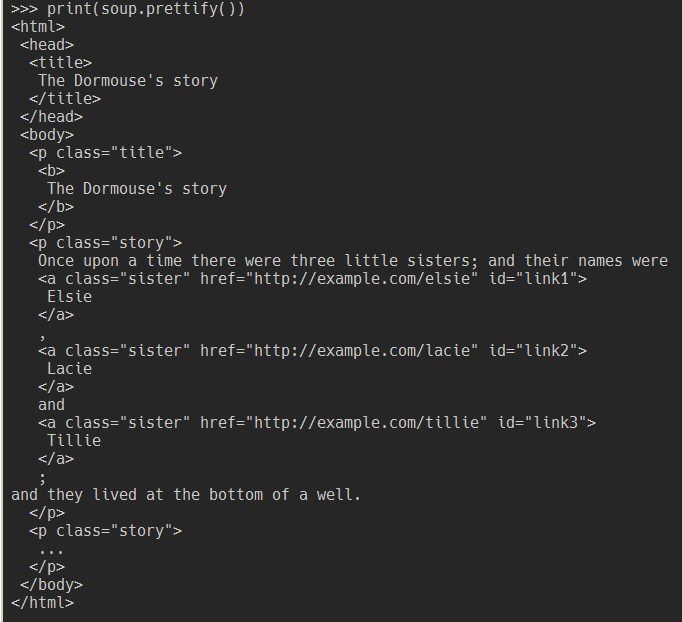 >>> print(soup.prettify())
<html>
 <head>
  <title>
   The Dormouse's story
  </title>
 </head>
 <body>
  <p class="title">
   <b>
    The Dormouse's story
   </b>
  </p>
  <p class="story">
   Once upon a time there were three little sisters; and their names were
   <a class="sister" href="http://example.com/elsie" id="link1">
    Elsie
   </a>
   ,
   <a class="sister" href="http://example.com/lacie" id="link2">
    Lacie
   </a>
   and
   <a class="sister" href="http://example.com/tillie" id="link3">
    Tillie
   </a>
   ;
and they lived at the bottom of a well.
  </p>
  <p class="story">
   ...
  </p>
 </body>
</html>